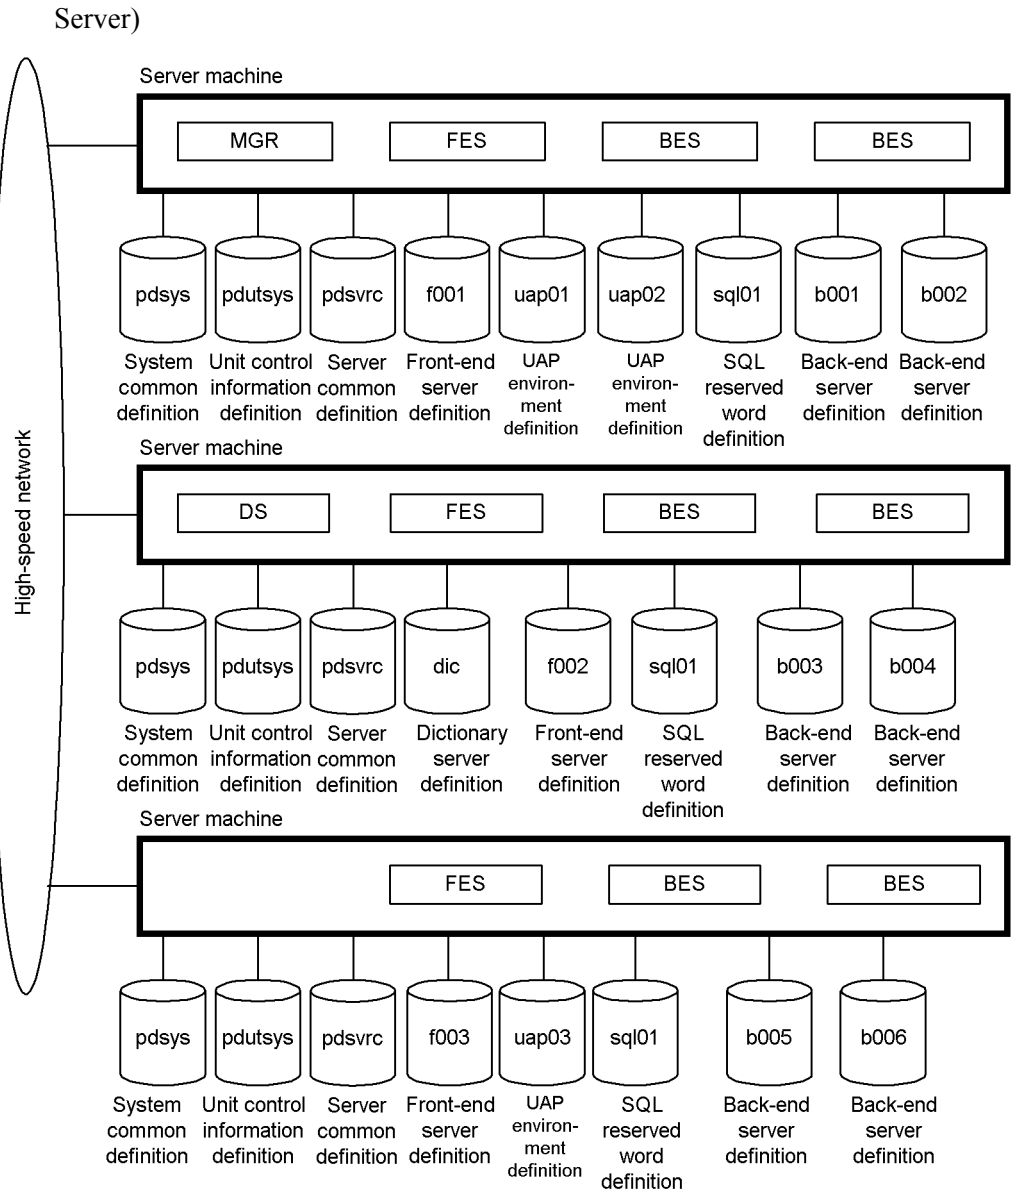 Server)
Server machine
MGR FES BES BES
pdsys pdutsys pdsvrc f001 uap01 uap02 sql01 b001 b002
System Unit control Server Front-end UAP UAP SQL Back-end Back-end
common information common server environ- environ- reserved server server
definition definition definition definition ment ment word definition definition
definition definition definition
Server machine
High-speed network
DS FES BES BES
pdsys pdutsys pdsvrc dic f002 sql01 b003 b004
System Unit control Server Dictionary Front-end SQL Back-end Back-end
common information common server server reserved server server
definition definition definition definition definition word definition definition
definition
Server machine
FES BES BES
pdsys pdutsys pdsvrc f003 uap03 sql01 b005 b006
System Unit control Server Front-end UAP SQL Back-end Back-end
common information common server environ- reserved server server
definition definition definition definition ment word definition definition
definition definition